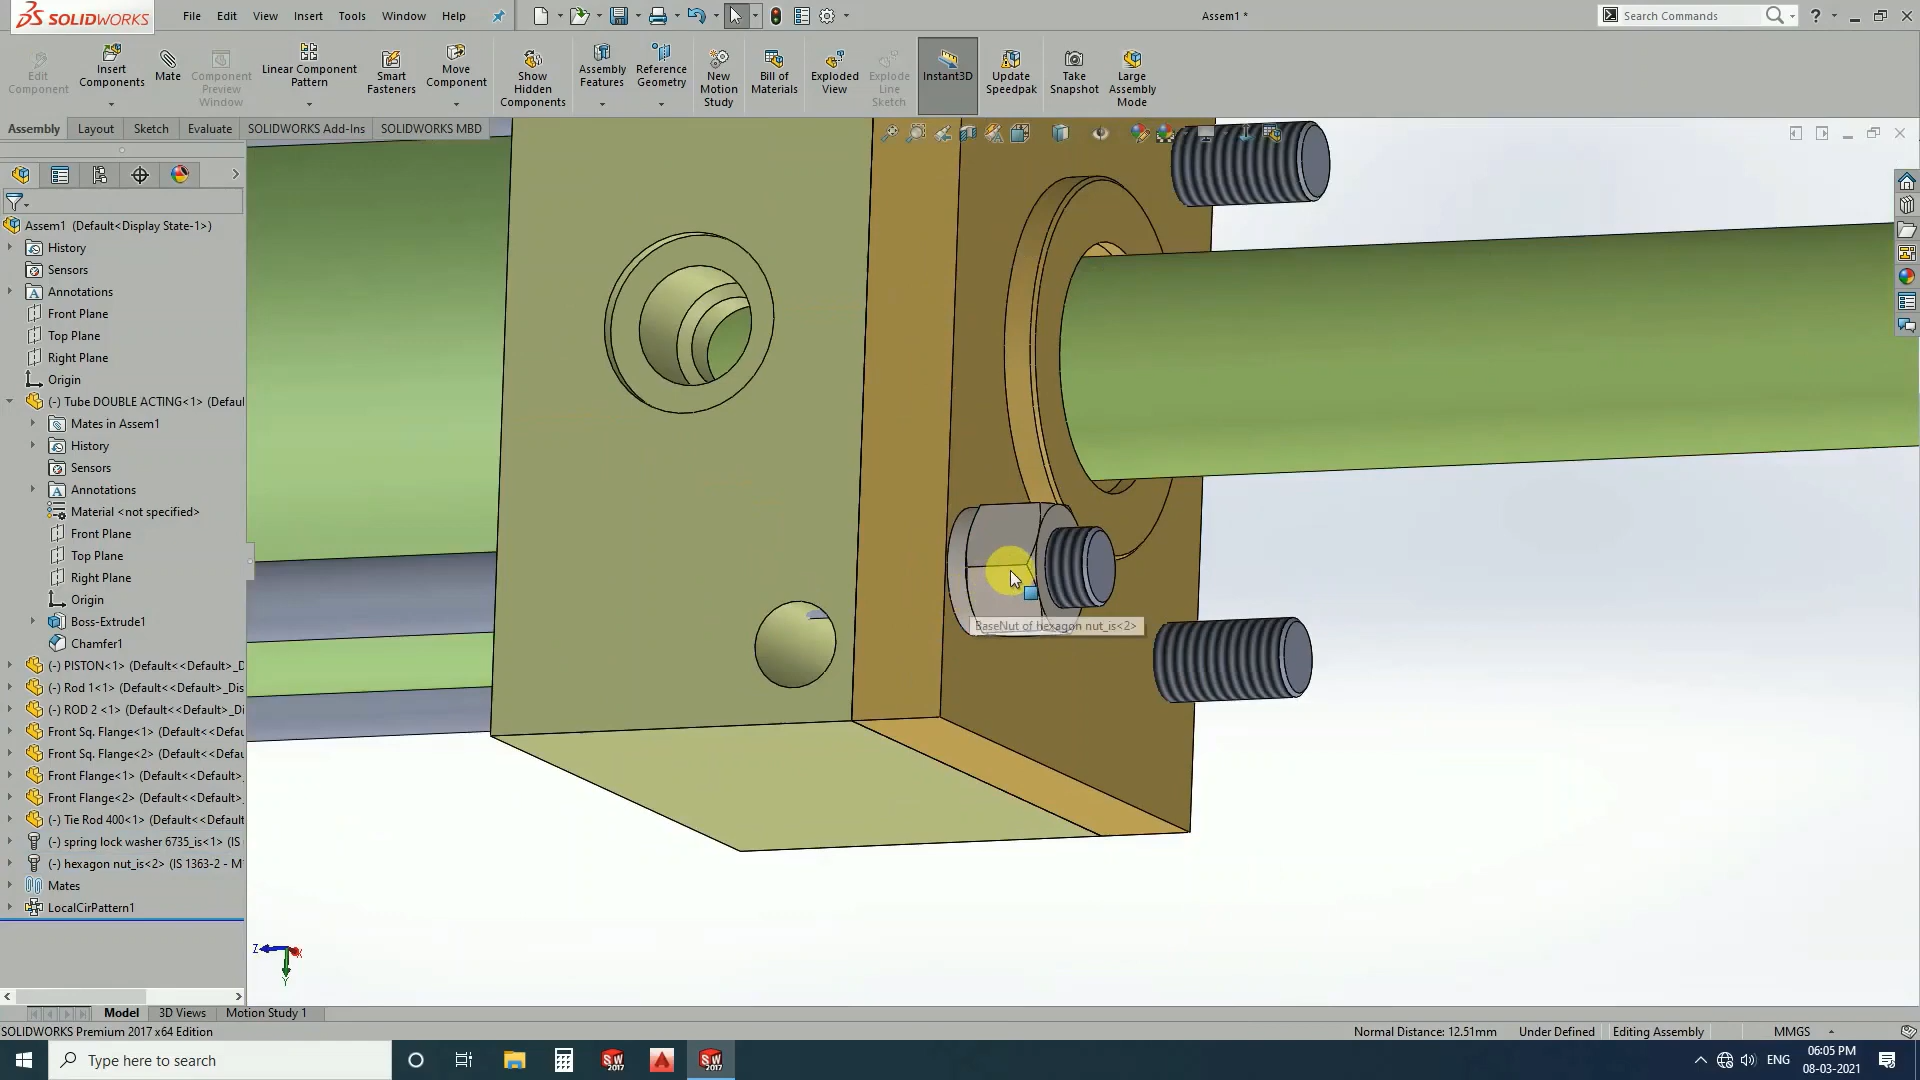 SOLIDWORKS
File Edit View Insert Tools Window Help
Assem1 *
Search Commands
Edit Component
Insert Components
Mate
Component Preview Window
Linear Component Pattern
Smart Fasteners
Move Component
Show Hidden Components
Assembly Features
Reference Geometry
New Motion Study
Bill of Materials
Exploded View
Explode Line Sketch
Instant3D
Update Speedpak
Take Snapshot
Large Assembly Mode
Assembly Layout Sketch Evaluate SOLIDWORKS Add-Ins SOLIDWORKS MBD
Assem1 (Default<Display State-1>)
History
Sensors
Annotations
Front Plane
Top Plane
Right Plane
Origin
(-) Tube DOUBLE ACTING<1> (Defaul
Mates in Assem1
History
Sensors
Annotations
Material <not specified>
Front Plane
Top Plane
Right Plane
Origin
Boss-Extrude1
Chamfer1
(-) PISTON<1> (Default<<Default>_D
(-) Rod 1<1> (Default<<Default>_Dis
(-) ROD 2 <1> (Default<<Default>_Di
Front Sq. Flange<1> (Default<<Defau
Front Sq. Flange<2> (Default<<Defau
Front Flange<1> (Default<<Default>.
Front Flange<2> (Default<<Default>.
(-) Tie Rod 400<1> (Default<<Default
(-) spring lock washer 6735_is<1> (IS
(-) hexagon nut_is<2> (IS 1363-2 - M
Mates
LocalCirPattern1
BaseNut of hexagon nut_is<2>
Z
X
Y
Model 3D Views Motion Study 1
SOLIDWORKS Premium 2017 x64 Edition
Normal Distance: 12.51mm Under Defined Editing Assembly MMGS
Type here to search
SW 2017
SW 2017
ENG
06:05 PM
08-03-2021